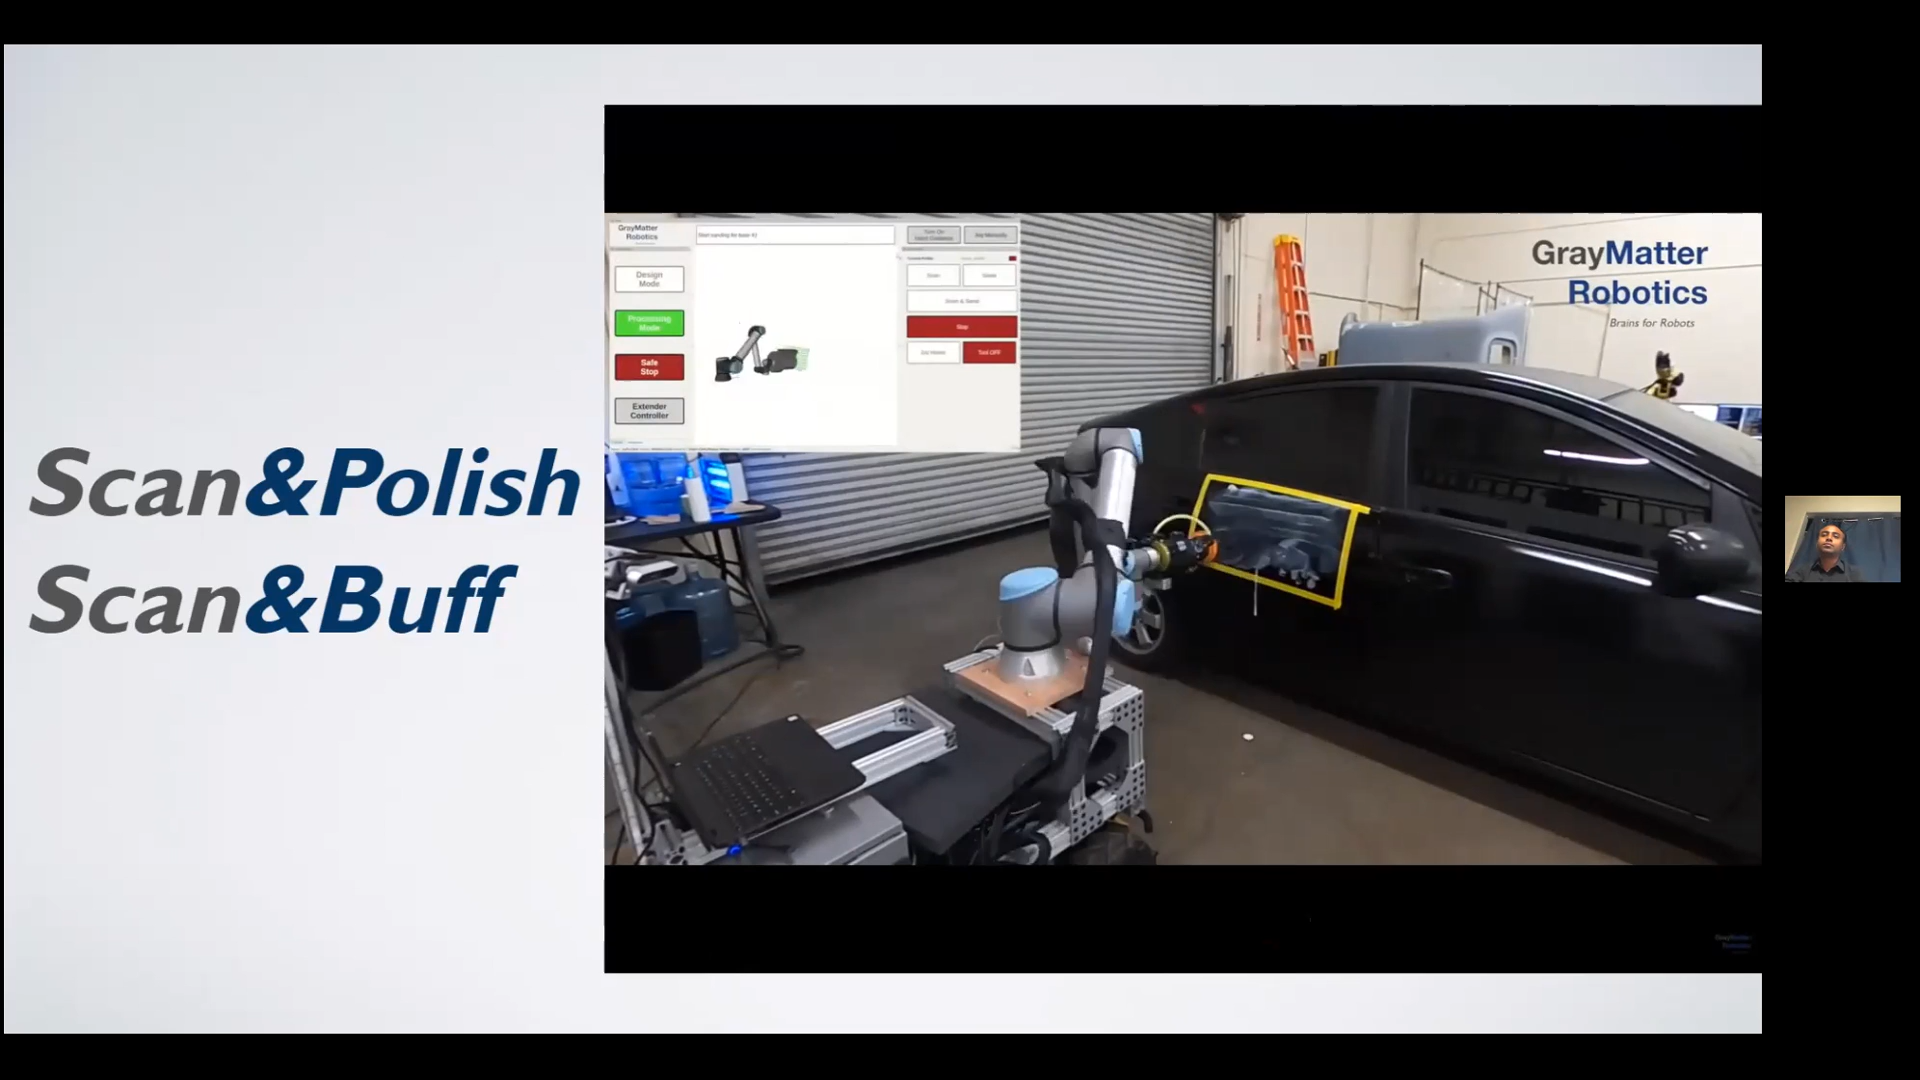 Scan&Polish
Scan&Buff
GrayMatter
Robotics
Design
Mode
Processing
Mode
Safe
Stop
Extender
Controller
Stop
Tool OFF
GrayMatter
Robotics
Brains for Robots